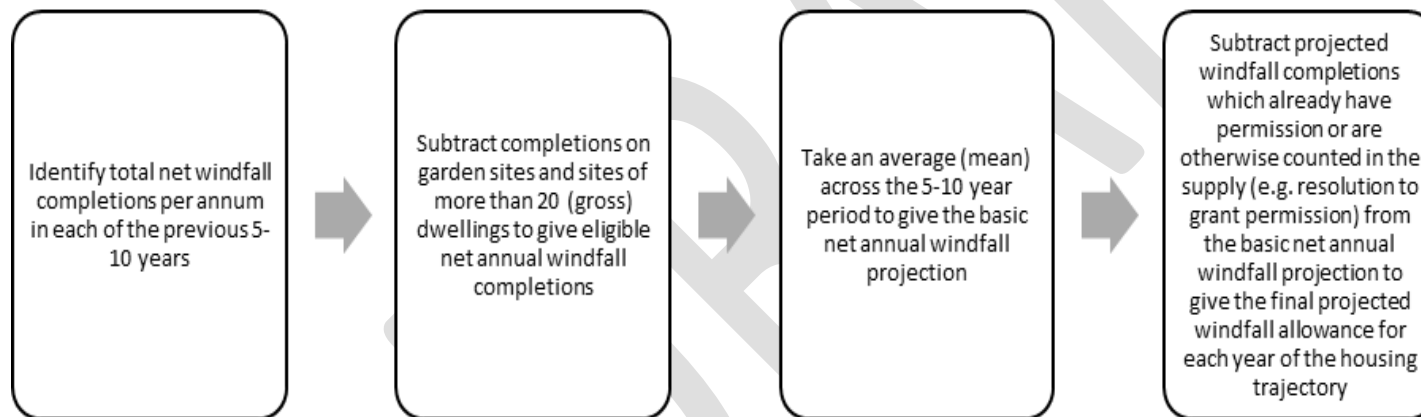 Identify total net windfall
completions per annum
in each of the previous 5-
10 years
Subtract completions on
garden sites and sites of
more than 20 (gross)
dwellings to give eligible
net annual windfall
completions
Take an average (mean)
across the 5-10 year
period to give the basic
net annual windfall
projection
Subtract projected
windfall completions
which already have
permission or are
otherwise counted in the
supply (e.g. resolution to
grant permission) from
the basic net annual
windfall projection to
give the final projected
windfall allowance for
each year of the housing
trajectory